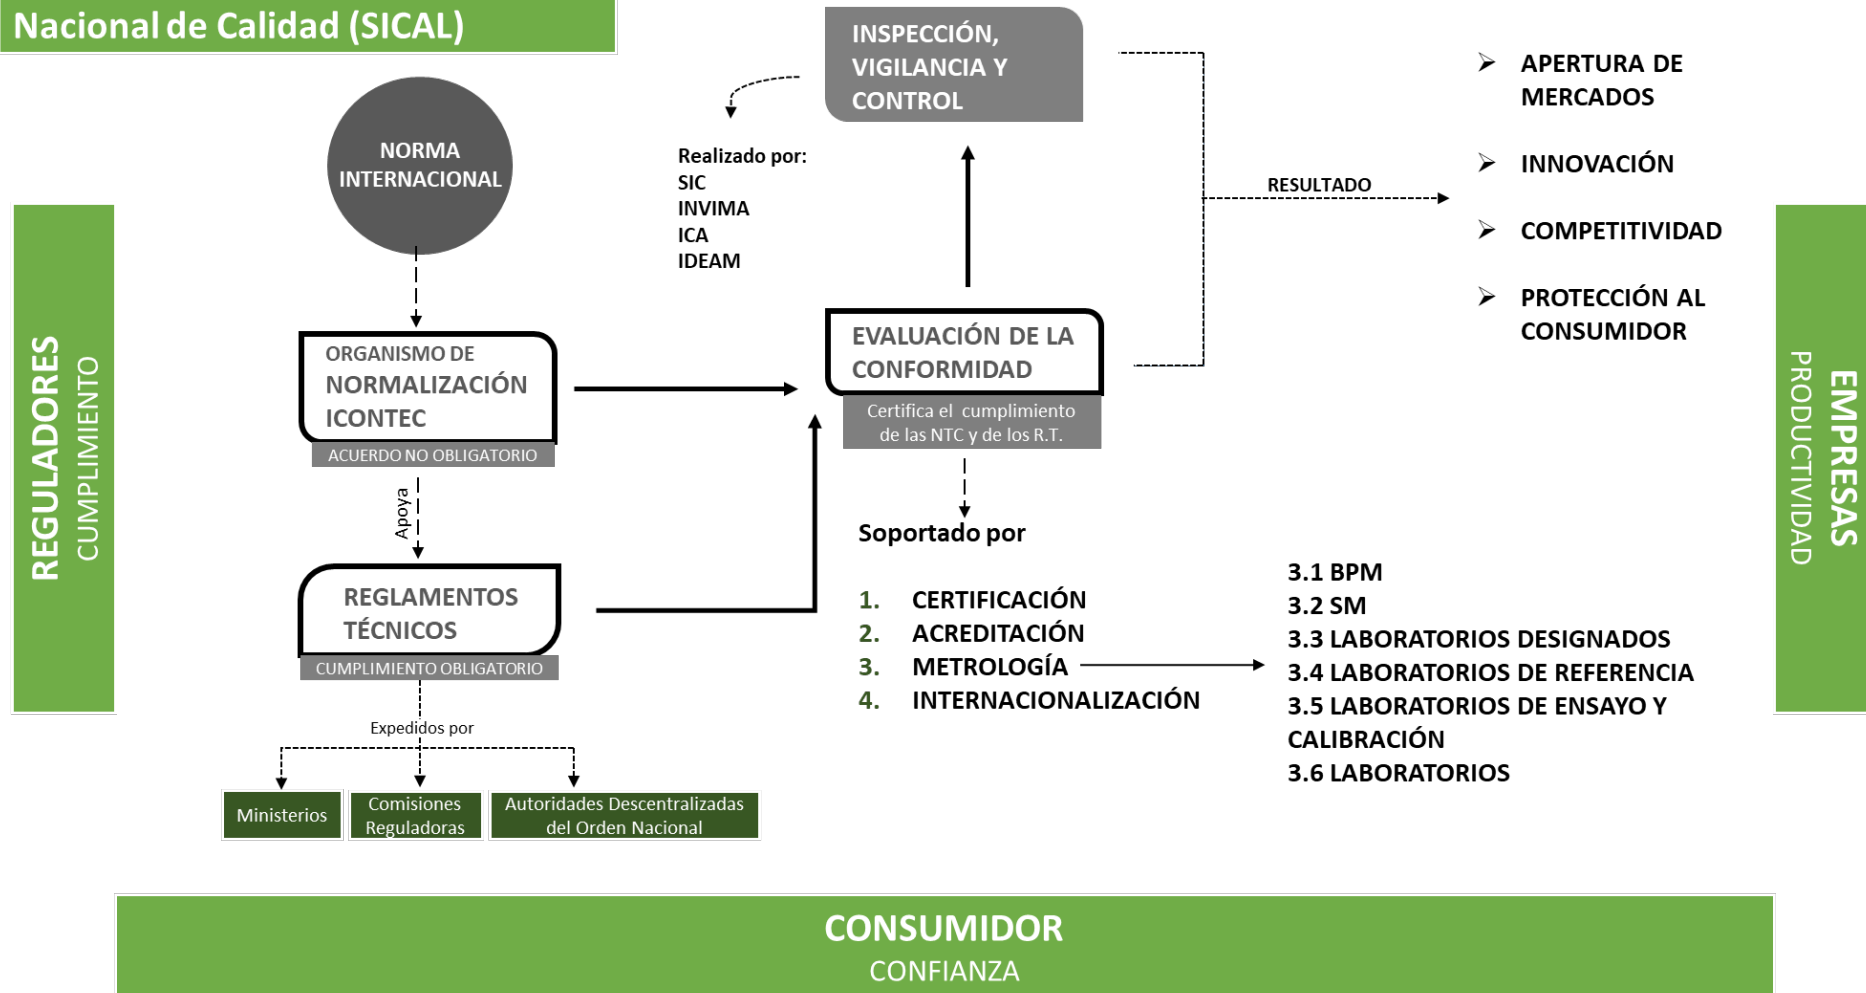 Nacional de Calidad (SICAL)
NORMA
INTERNACIONAL
ORGANISMO DE
NORMALIZACIÓN
ICONTEC
ACUERDO NO OBLIGATORIO
Apoya
REGLAMENTOS
TÉCNICOS
CUMPLIMIENTO OBLIGATORIO
Expedidos por
Ministerios
Comisiones
Reguladoras
Autoridades Descentralizadas
del Orden Nacional
INSPECCIÓN,
VIGILANCIA Y
CONTROL
Realizado por:
SIC
INVIMA
ICA
IDEAM
EVALUACIÓN DE LA
CONFORMIDAD
Certifica el cumplimiento
de las NTC y de los R.T.
Soportado por
1. CERTIFICACIÓN
2. ACREDITACIÓN
3. METROLOGÍA
4. INTERNACIONALIZACIÓN
3.1 BPM
3.2 SM
3.3 LABORATORIOS DESIGNADOS
3.4 LABORATORIOS DE REFERENCIA
3.5 LABORATORIOS DE ENSAYO Y
CALIBRACIÓN
3.6 LABORATORIOS
RESULTADO
➢ APERTURA DE
MERCADOS
➢ INNOVACIÓN
➢ COMPETITIVIDAD
➢ PROTECCIÓN AL
CONSUMIDOR
REGULADORES
CUMPLIMIENTO
EMPRESAS
PRODUCTIVIDAD
CONSUMIDOR
CONFIANZA